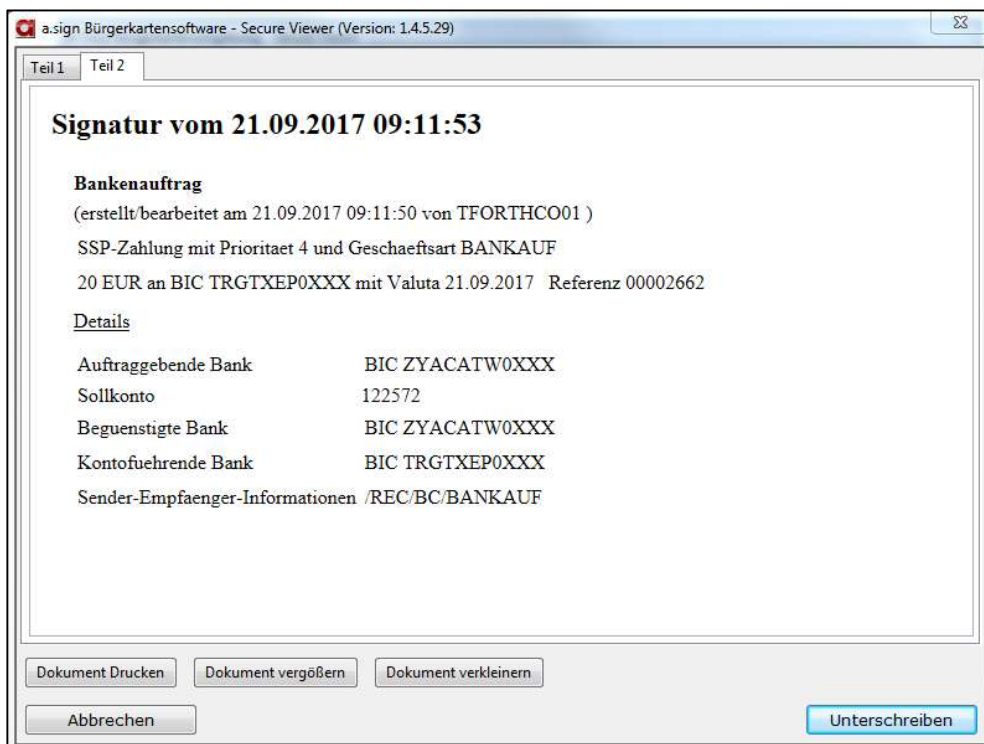 a.sign Bürgerkartensoftware - Secure Viewer (Version: 1.4.5.29)
Teil 1 Teil 2
Signatur vom 21.09.2017 09:11:53
Bankenauftrag
(erstellt/bearbeitet am 21.09.2017 09:11:50 von TFORTHCO01 )
SSP-Zahlung mit Prioritaet 4 und Geschaeftsart BANKAUF
20 EUR an BIC TRGTXEP0XXX mit Valuta 21.09.2017 Referenz 00002662
Details
Auftraggebende Bank BIC ZYACATW0XXX
Sollkonto 122572
Beguenstigte Bank BIC ZYACATW0XXX
Kontofuehrende Bank BIC TRGTXEP0XXX
Sender-Empfaenger-Informationen /REC/BC/BANKAUF
Dokument Drucken Dokument vergößern Dokument verkleinern
Abbrechen Unterschreiben